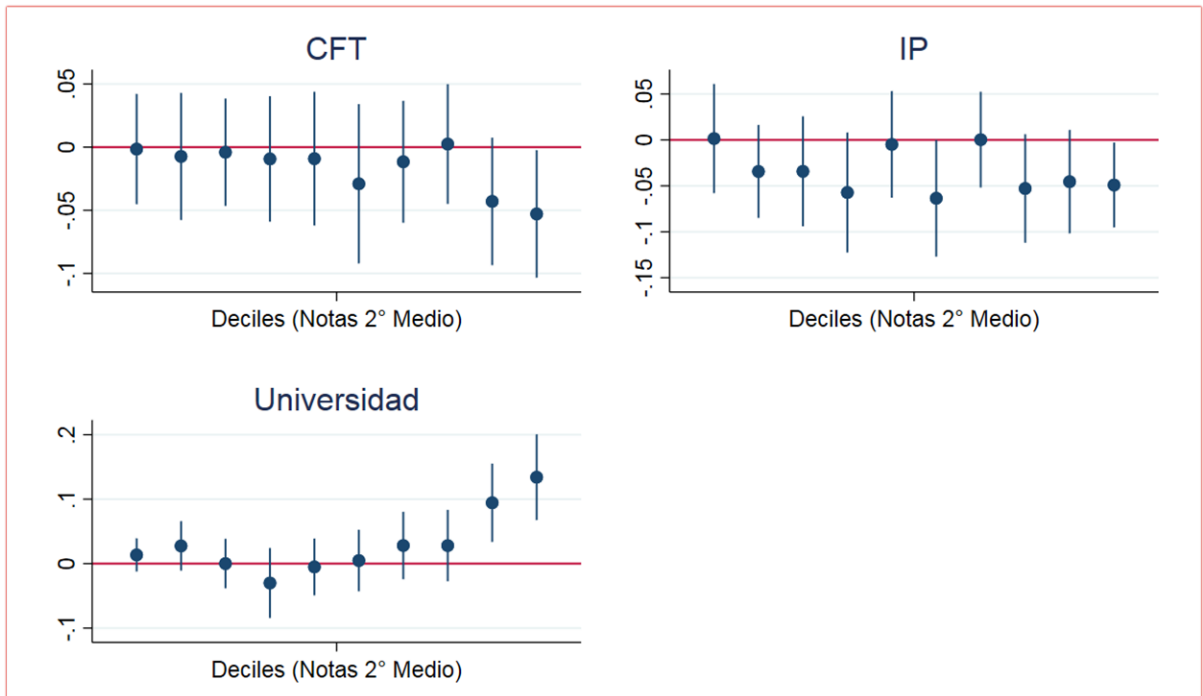 CFT
.05
0
-.05
-.1
Deciles (Notas 2° Medio)
IP
.05
0
-.05
-.1
-.15
Deciles (Notas 2° Medio)
Universidad
.2
.1
0
-.1
Deciles (Notas 2° Medio)